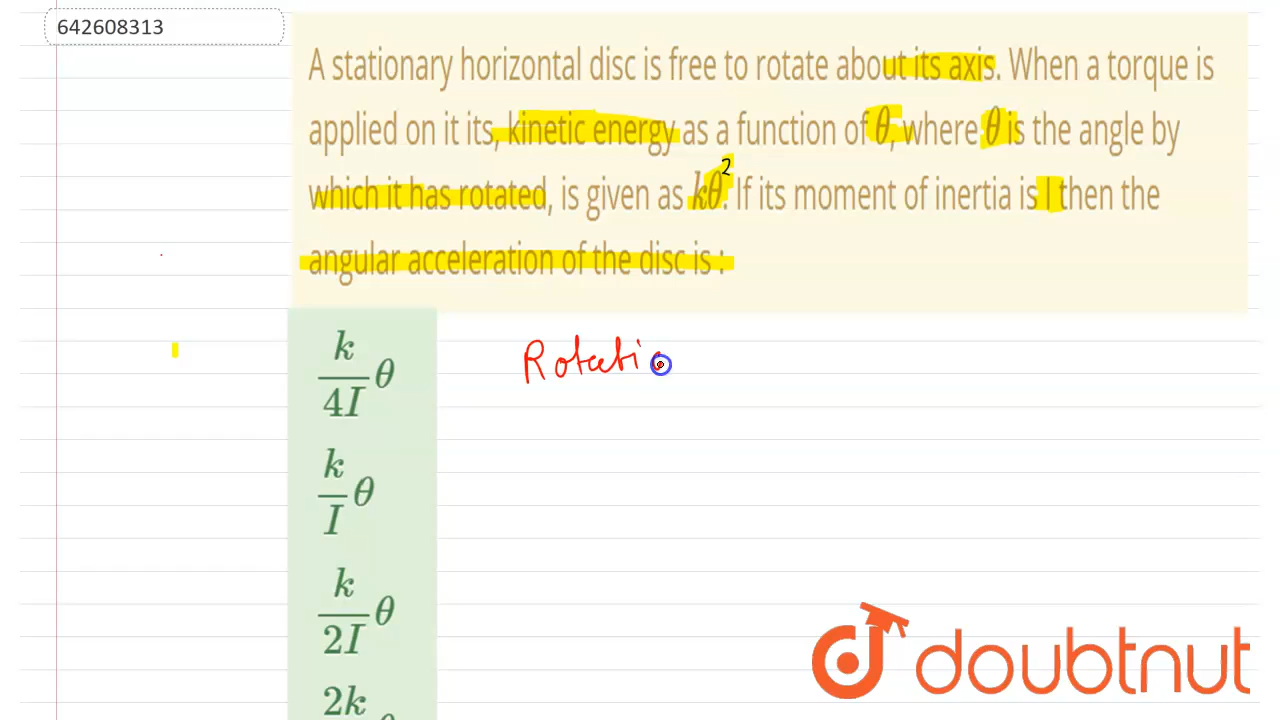 642608313
A stationary horizontal disc is free to rotate about its axis. When a torque is
applied on it its, kinetic energy as a function of θ, where θ is the angle by
which it has rotated, is given as kθ². If its moment of inertia is I then the
angular acceleration of the disc is :
k/4I θ
k/I θ
k/2I θ
2k θ
Rotatio
doubtnut